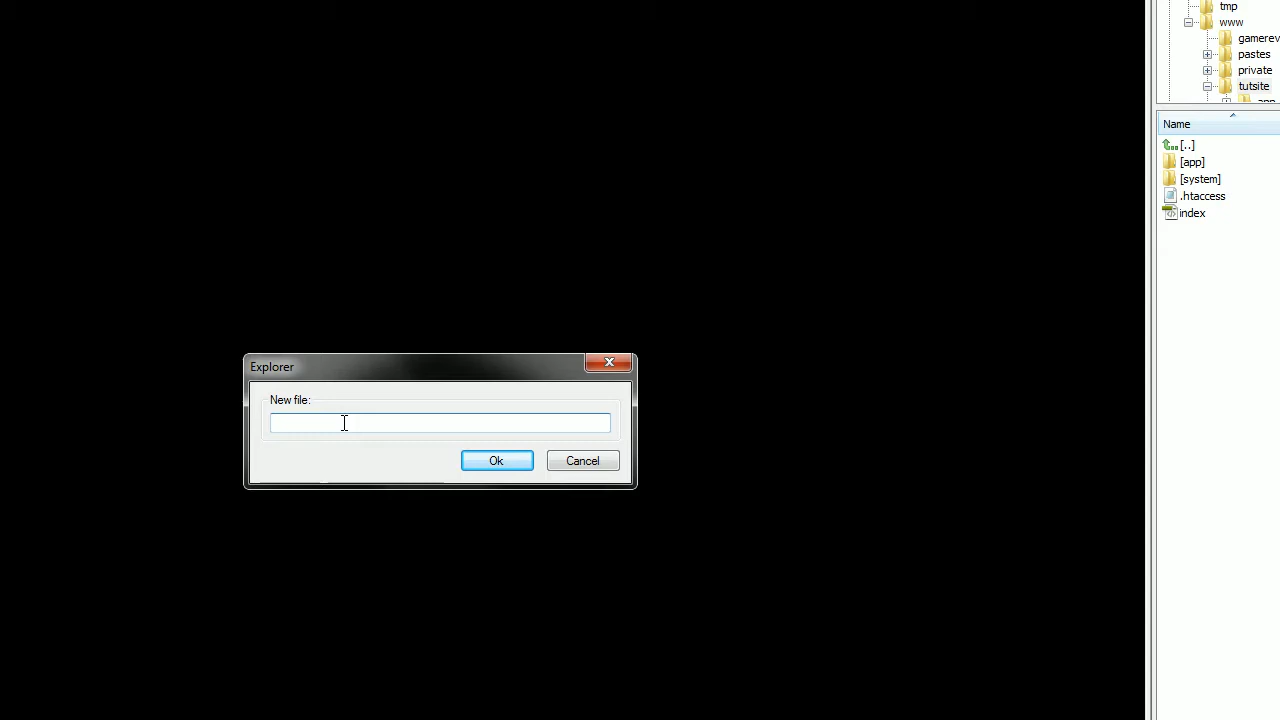 tmp
www
gamerev
pastes
private
tutsite
Name
[..]
[app]
[system]
.htaccess
index
Explorer
New file:
Ok
Cancel